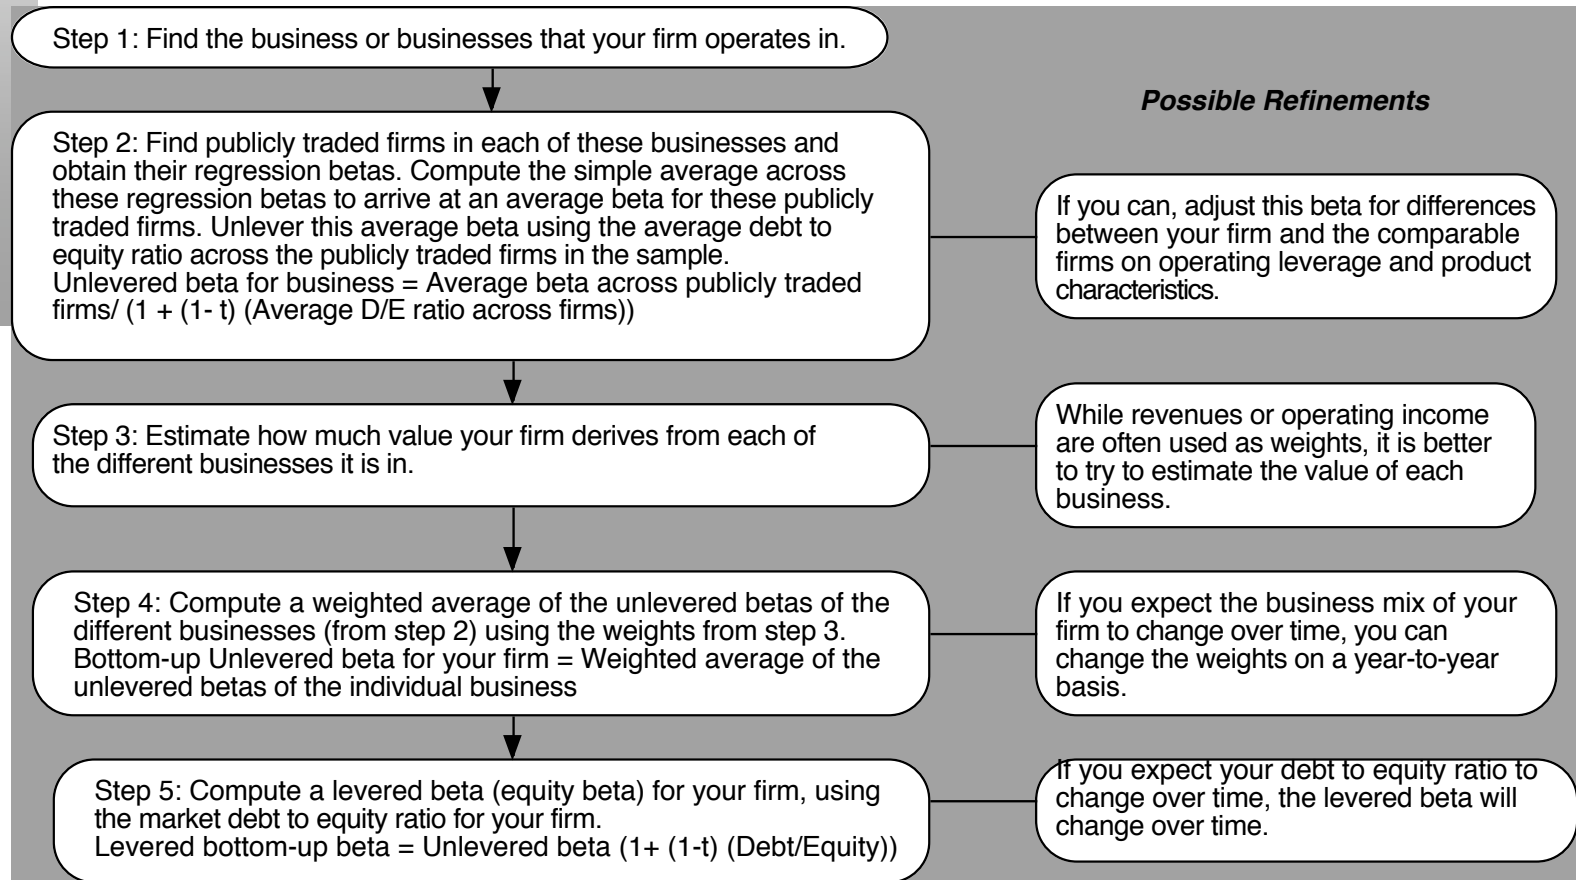 Step 1: Find the business or businesses that your firm operates in.
Possible Refinements
Step 2: Find publicly traded firms in each of these businesses and
obtain their regression betas. Compute the simple average across
these regression betas to arrive at an average beta for these publicly
traded firms. Unlever this average beta using the average debt to
equity ratio across the publicly traded firms in the sample.
Unlevered beta for business = Average beta across publicly traded
firms/ (1 + (1- t) (Average D/E ratio across firms))
If you can, adjust this beta for differences
between your firm and the comparable
firms on operating leverage and product
characteristics.
Step 3: Estimate how much value your firm derives from each of
the different businesses it is in.
While revenues or operating income
are often used as weights, it is better
to try to estimate the value of each
business.
Step 4: Compute a weighted average of the unlevered betas of the
different businesses (from step 2) using the weights from step 3.
Bottom-up Unlevered beta for your firm = Weighted average of the
unlevered betas of the individual business
If you expect the business mix of your
firm to change over time, you can
change the weights on a year-to-year
basis.
Step 5: Compute a levered beta (equity beta) for your firm, using
the market debt to equity ratio for your firm.
Levered bottom-up beta = Unlevered beta (1+ (1-t) (Debt/Equity))
If you expect your debt to equity ratio to
change over time, the levered beta will
change over time.